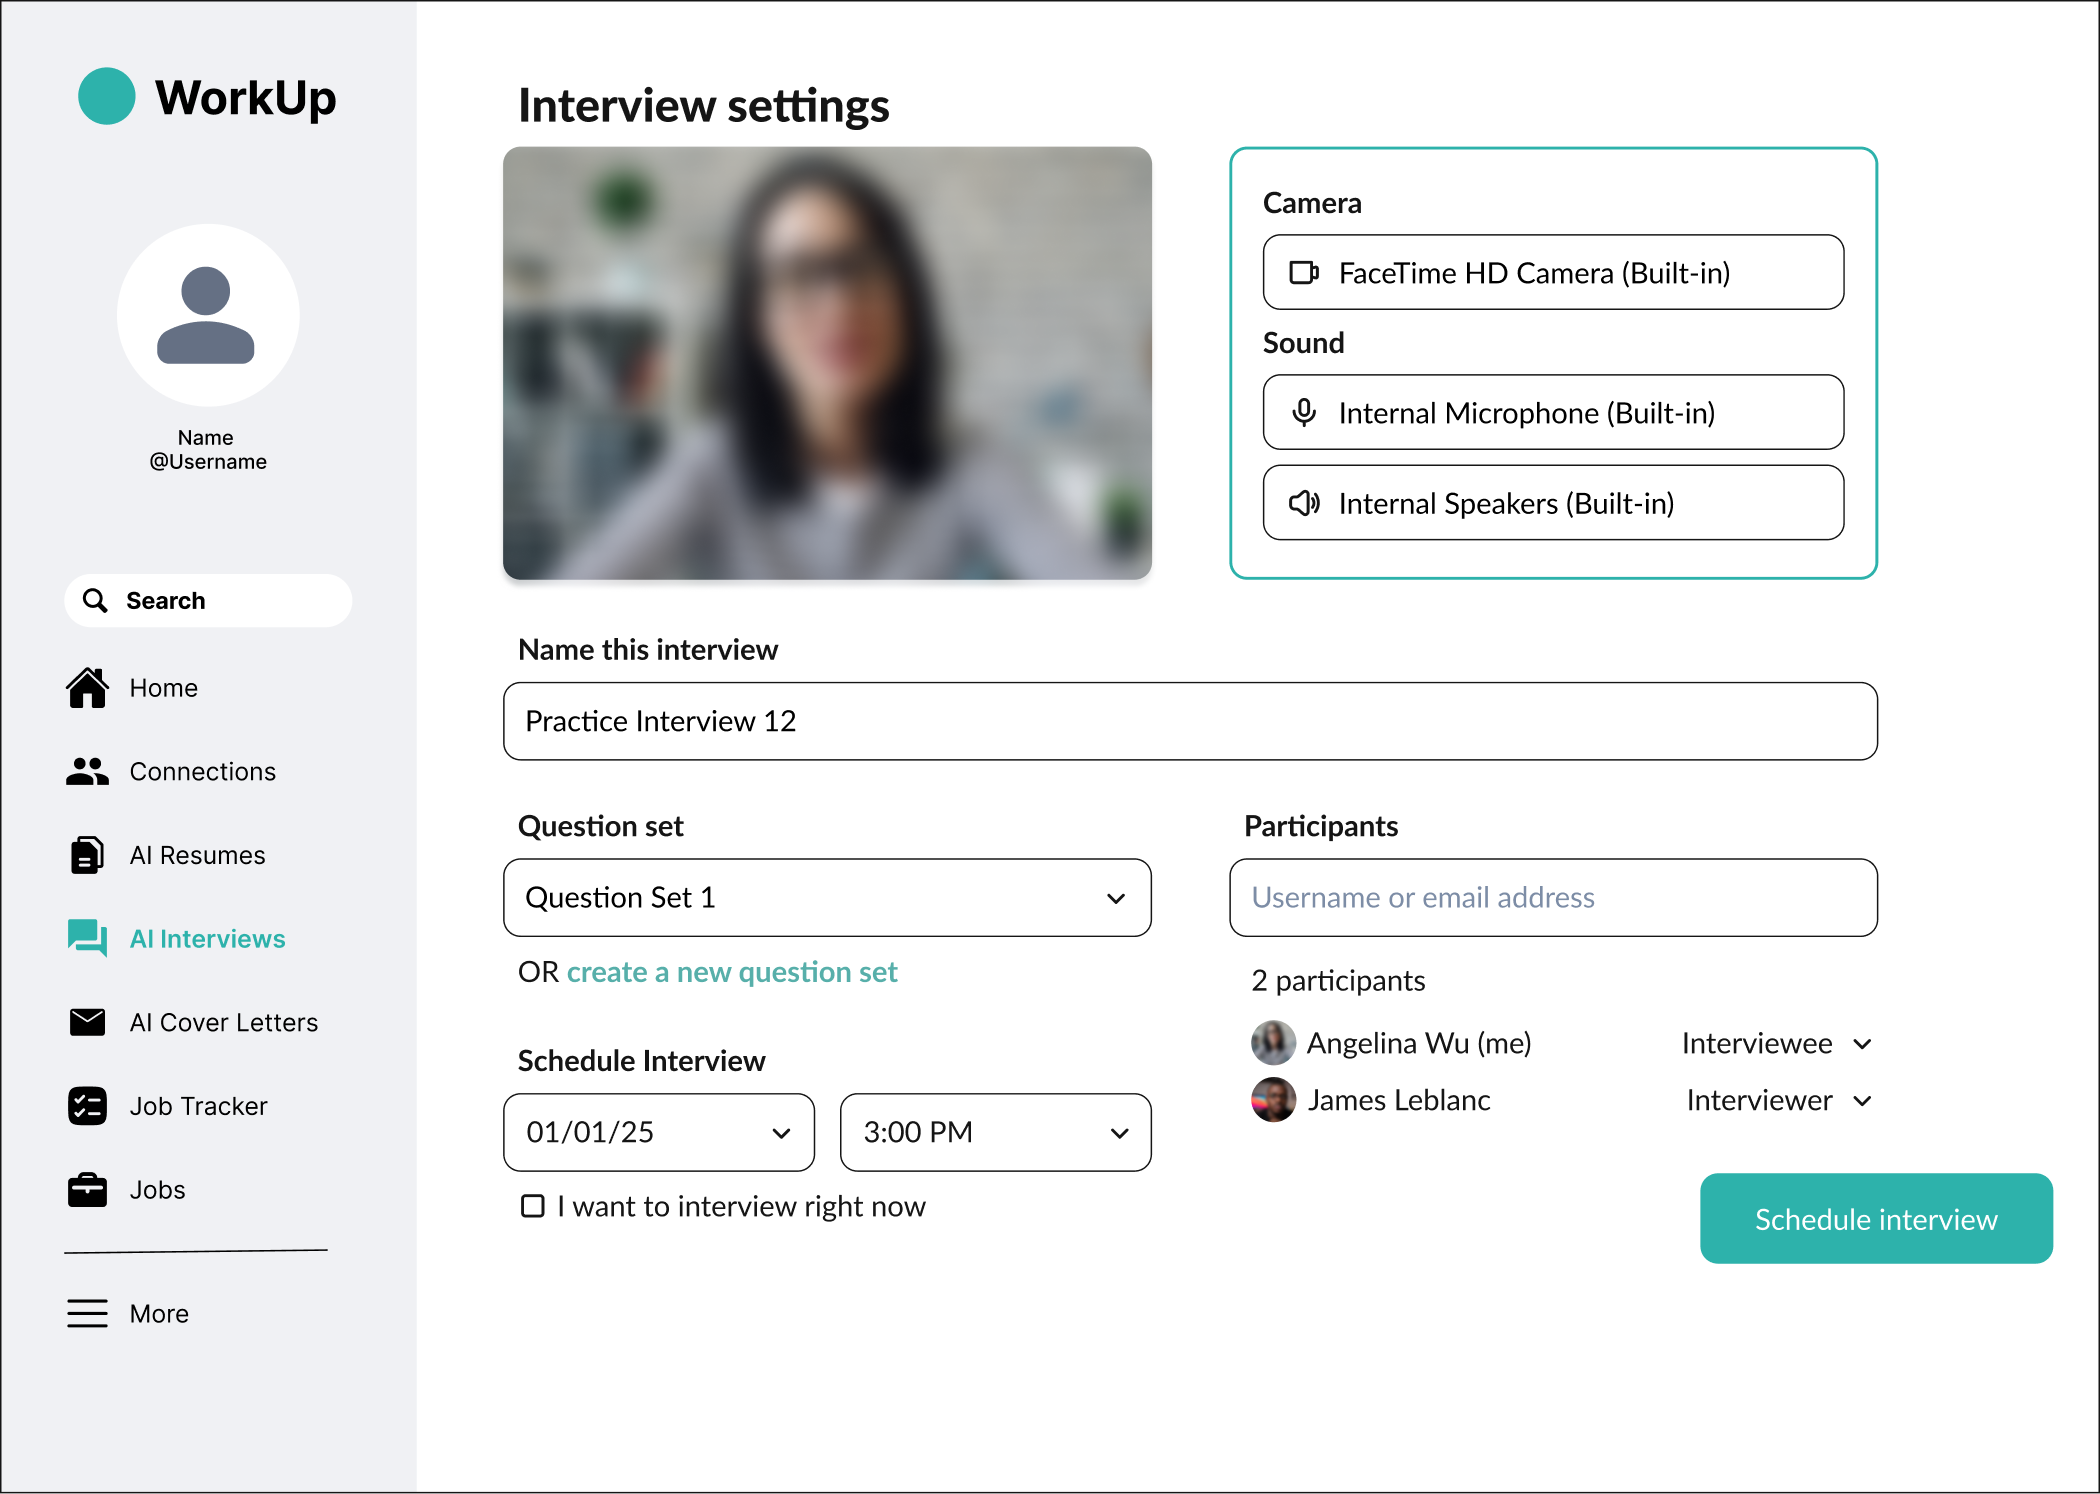 WorkUp
Name
@Username
Search
Home
Connections
AI Resumes
AI Interviews
AI Cover Letters
Job Tracker
Jobs
More
Interview settings
Camera
FaceTime HD Camera (Built-in)
Sound
Internal Microphone (Built-in)
Internal Speakers (Built-in)
Name this interview
Practice Interview 12
Question set
Question Set 1
OR create a new question set
Schedule Interview
01/01/25
3:00 PM
I want to interview right now
Participants
Username or email address
2 participants
Angelina Wu (me)
Interviewee
James Leblanc
Interviewer
Schedule interview